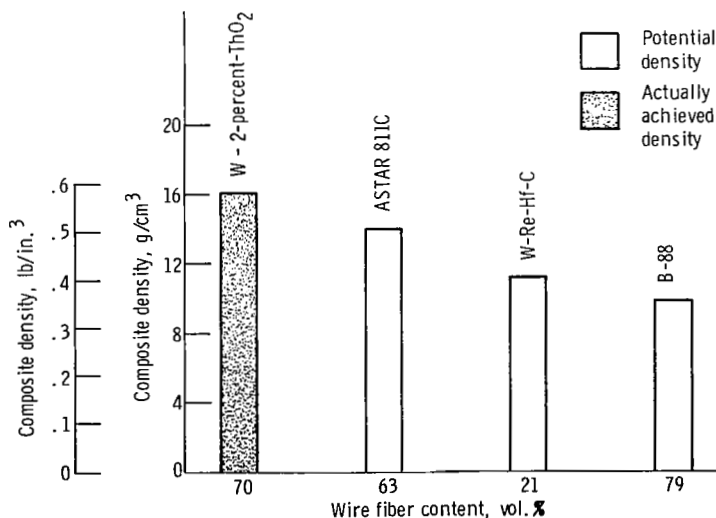 Potential
density
Actually
achieved
density
W - 2-percent-ThO2
ASTAR 811C
W-Re-Hf-C
B-88
Composite density, lb/in.3
.6
.5
.4
.3
.2
.1
0
Composite density, g/cm3
20
16
12
8
4
0
70
63
21
79
Wire fiber content, vol. %